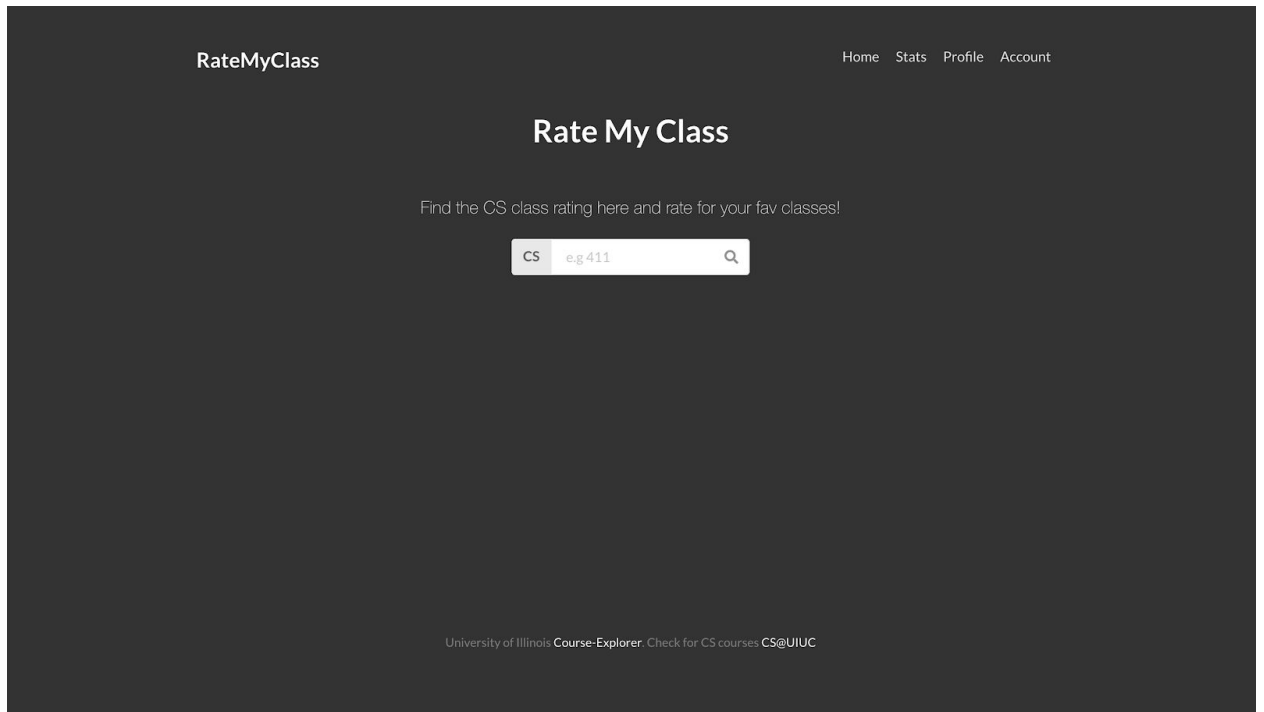 RateMyClass
Home Stats Profile Account
Rate My Class
Find the CS class rating here and rate for your fav classes!
CS e.g 411
University of Illinois Course-Explorer. Check for CS courses CS@UIUC